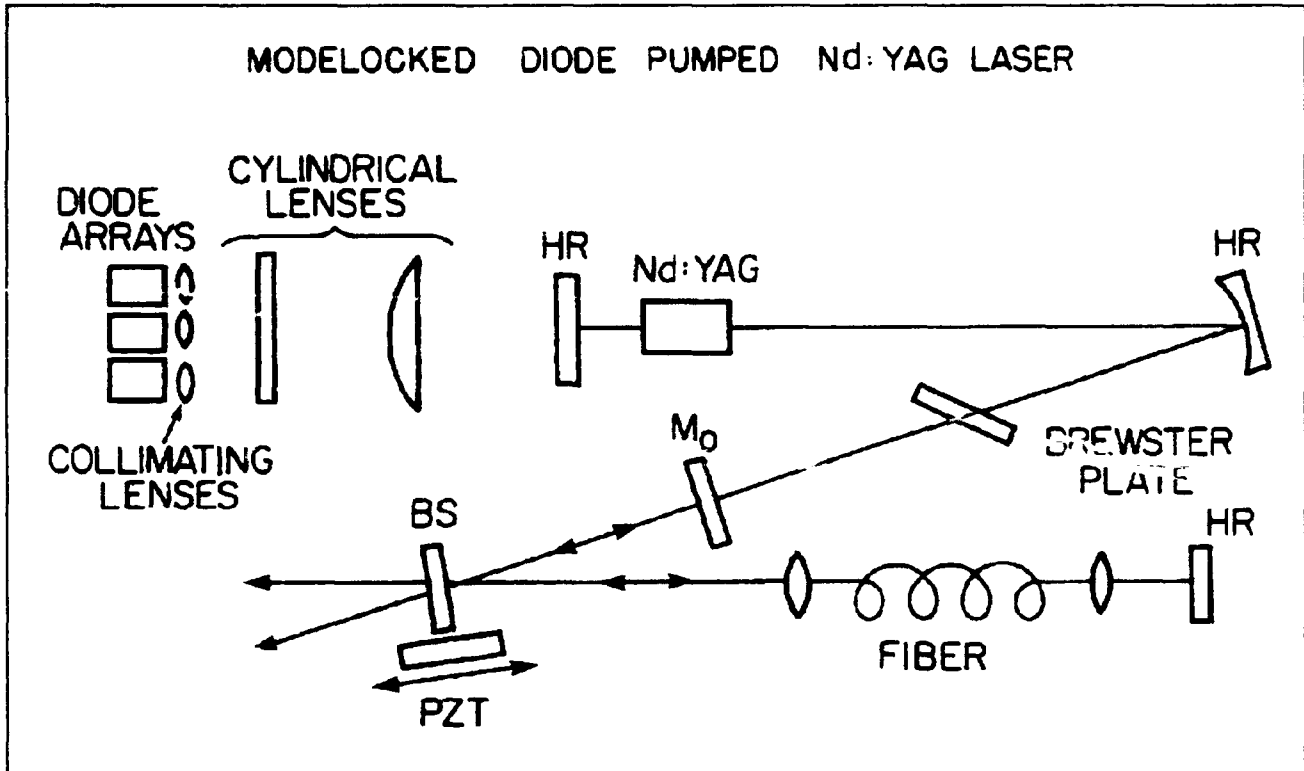 MODELOCKED DIODE PUMPED Nd:YAG LASER
CYLINDRICAL
LENSES
DIODE
ARRAYS
HR
Nd:YAG
HR
COLLIMATING
LENSES
M0
BREWSTER
PLATE
BS
HR
FIBER
PZT